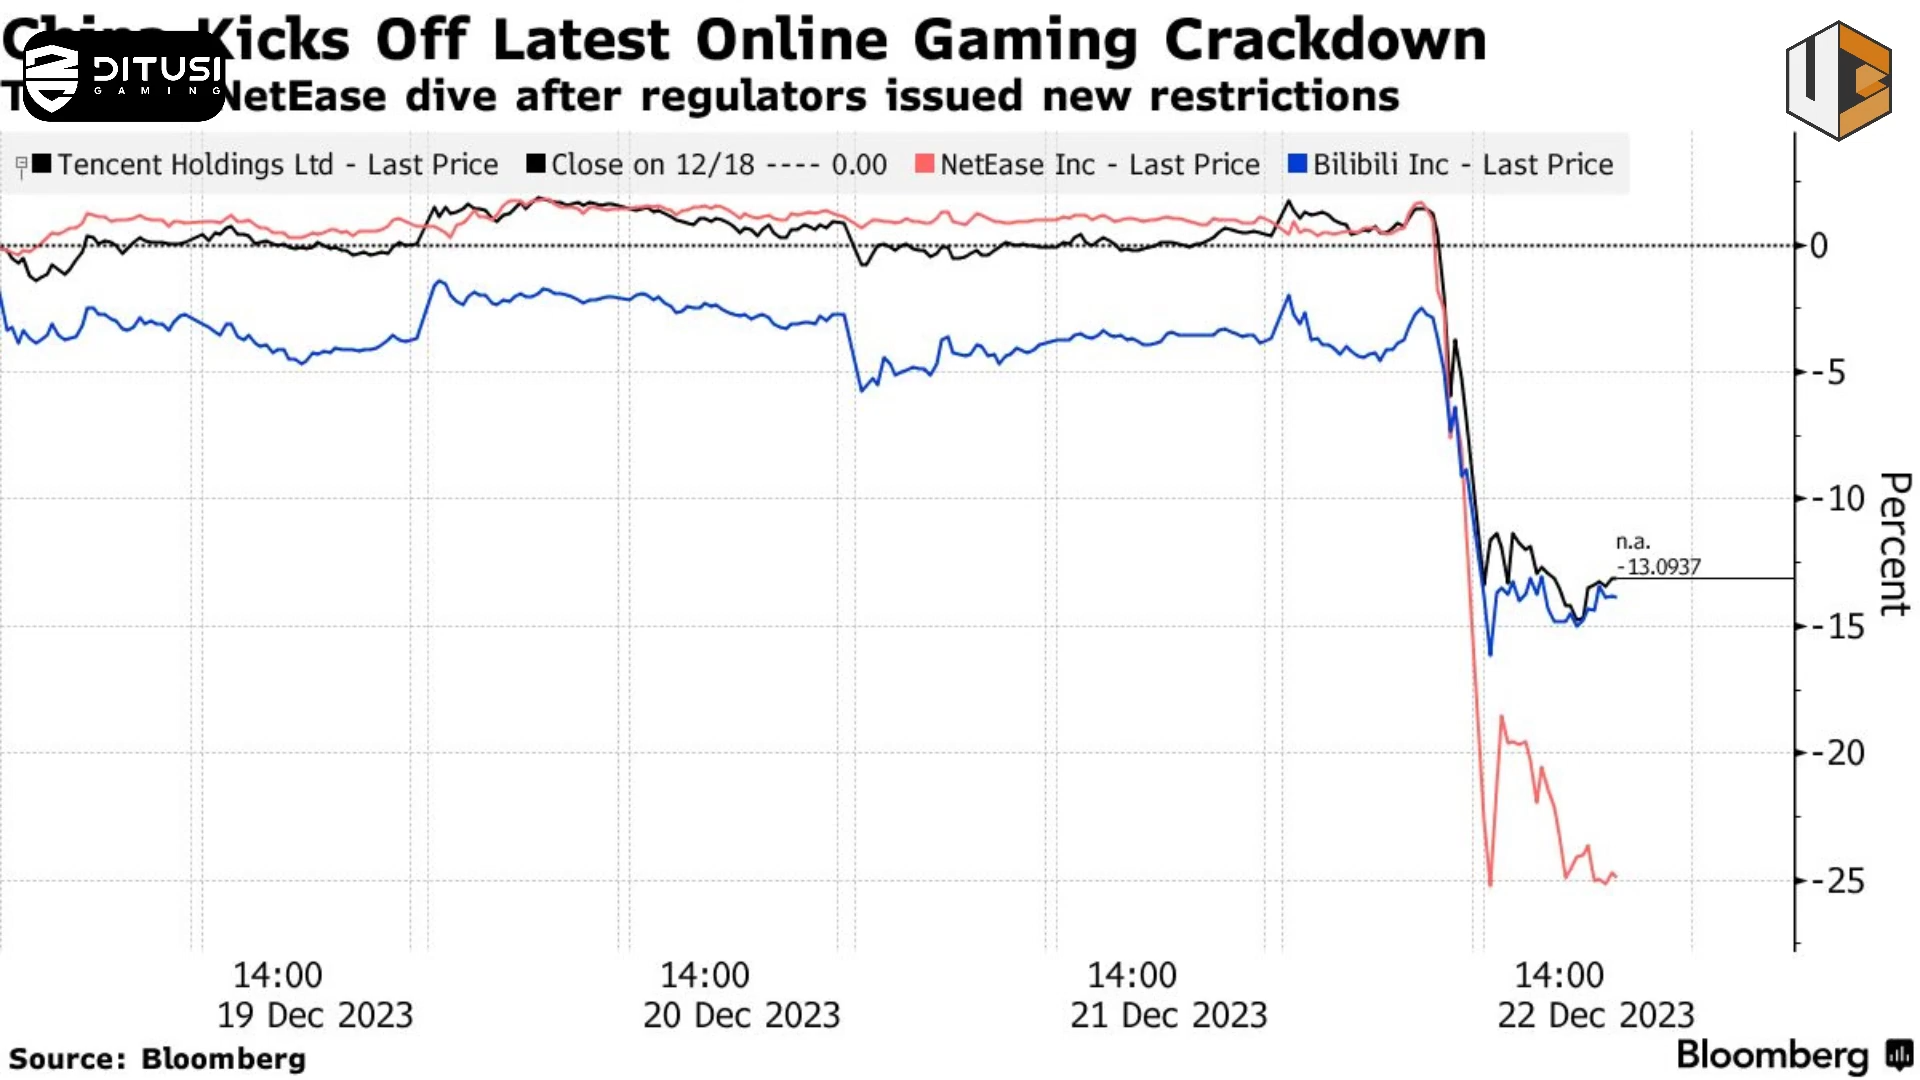 Kicks Off Latest Online Gaming Crackdown
NetEase dive after regulators issued new restrictions
DITUSI
GAMING
Tencent Holdings Ltd - Last Price Close on 12/18 ---- 0.00 NetEase Inc - Last Price Bilibili Inc - Last Price
0
-5
-10
n.a.
-13.0937
-15
-20
-25
Percent
14:00 14:00 14:00 14:00
19 Dec 2023 20 Dec 2023 21 Dec 2023 22 Dec 2023
Source: Bloomberg
Bloomberg